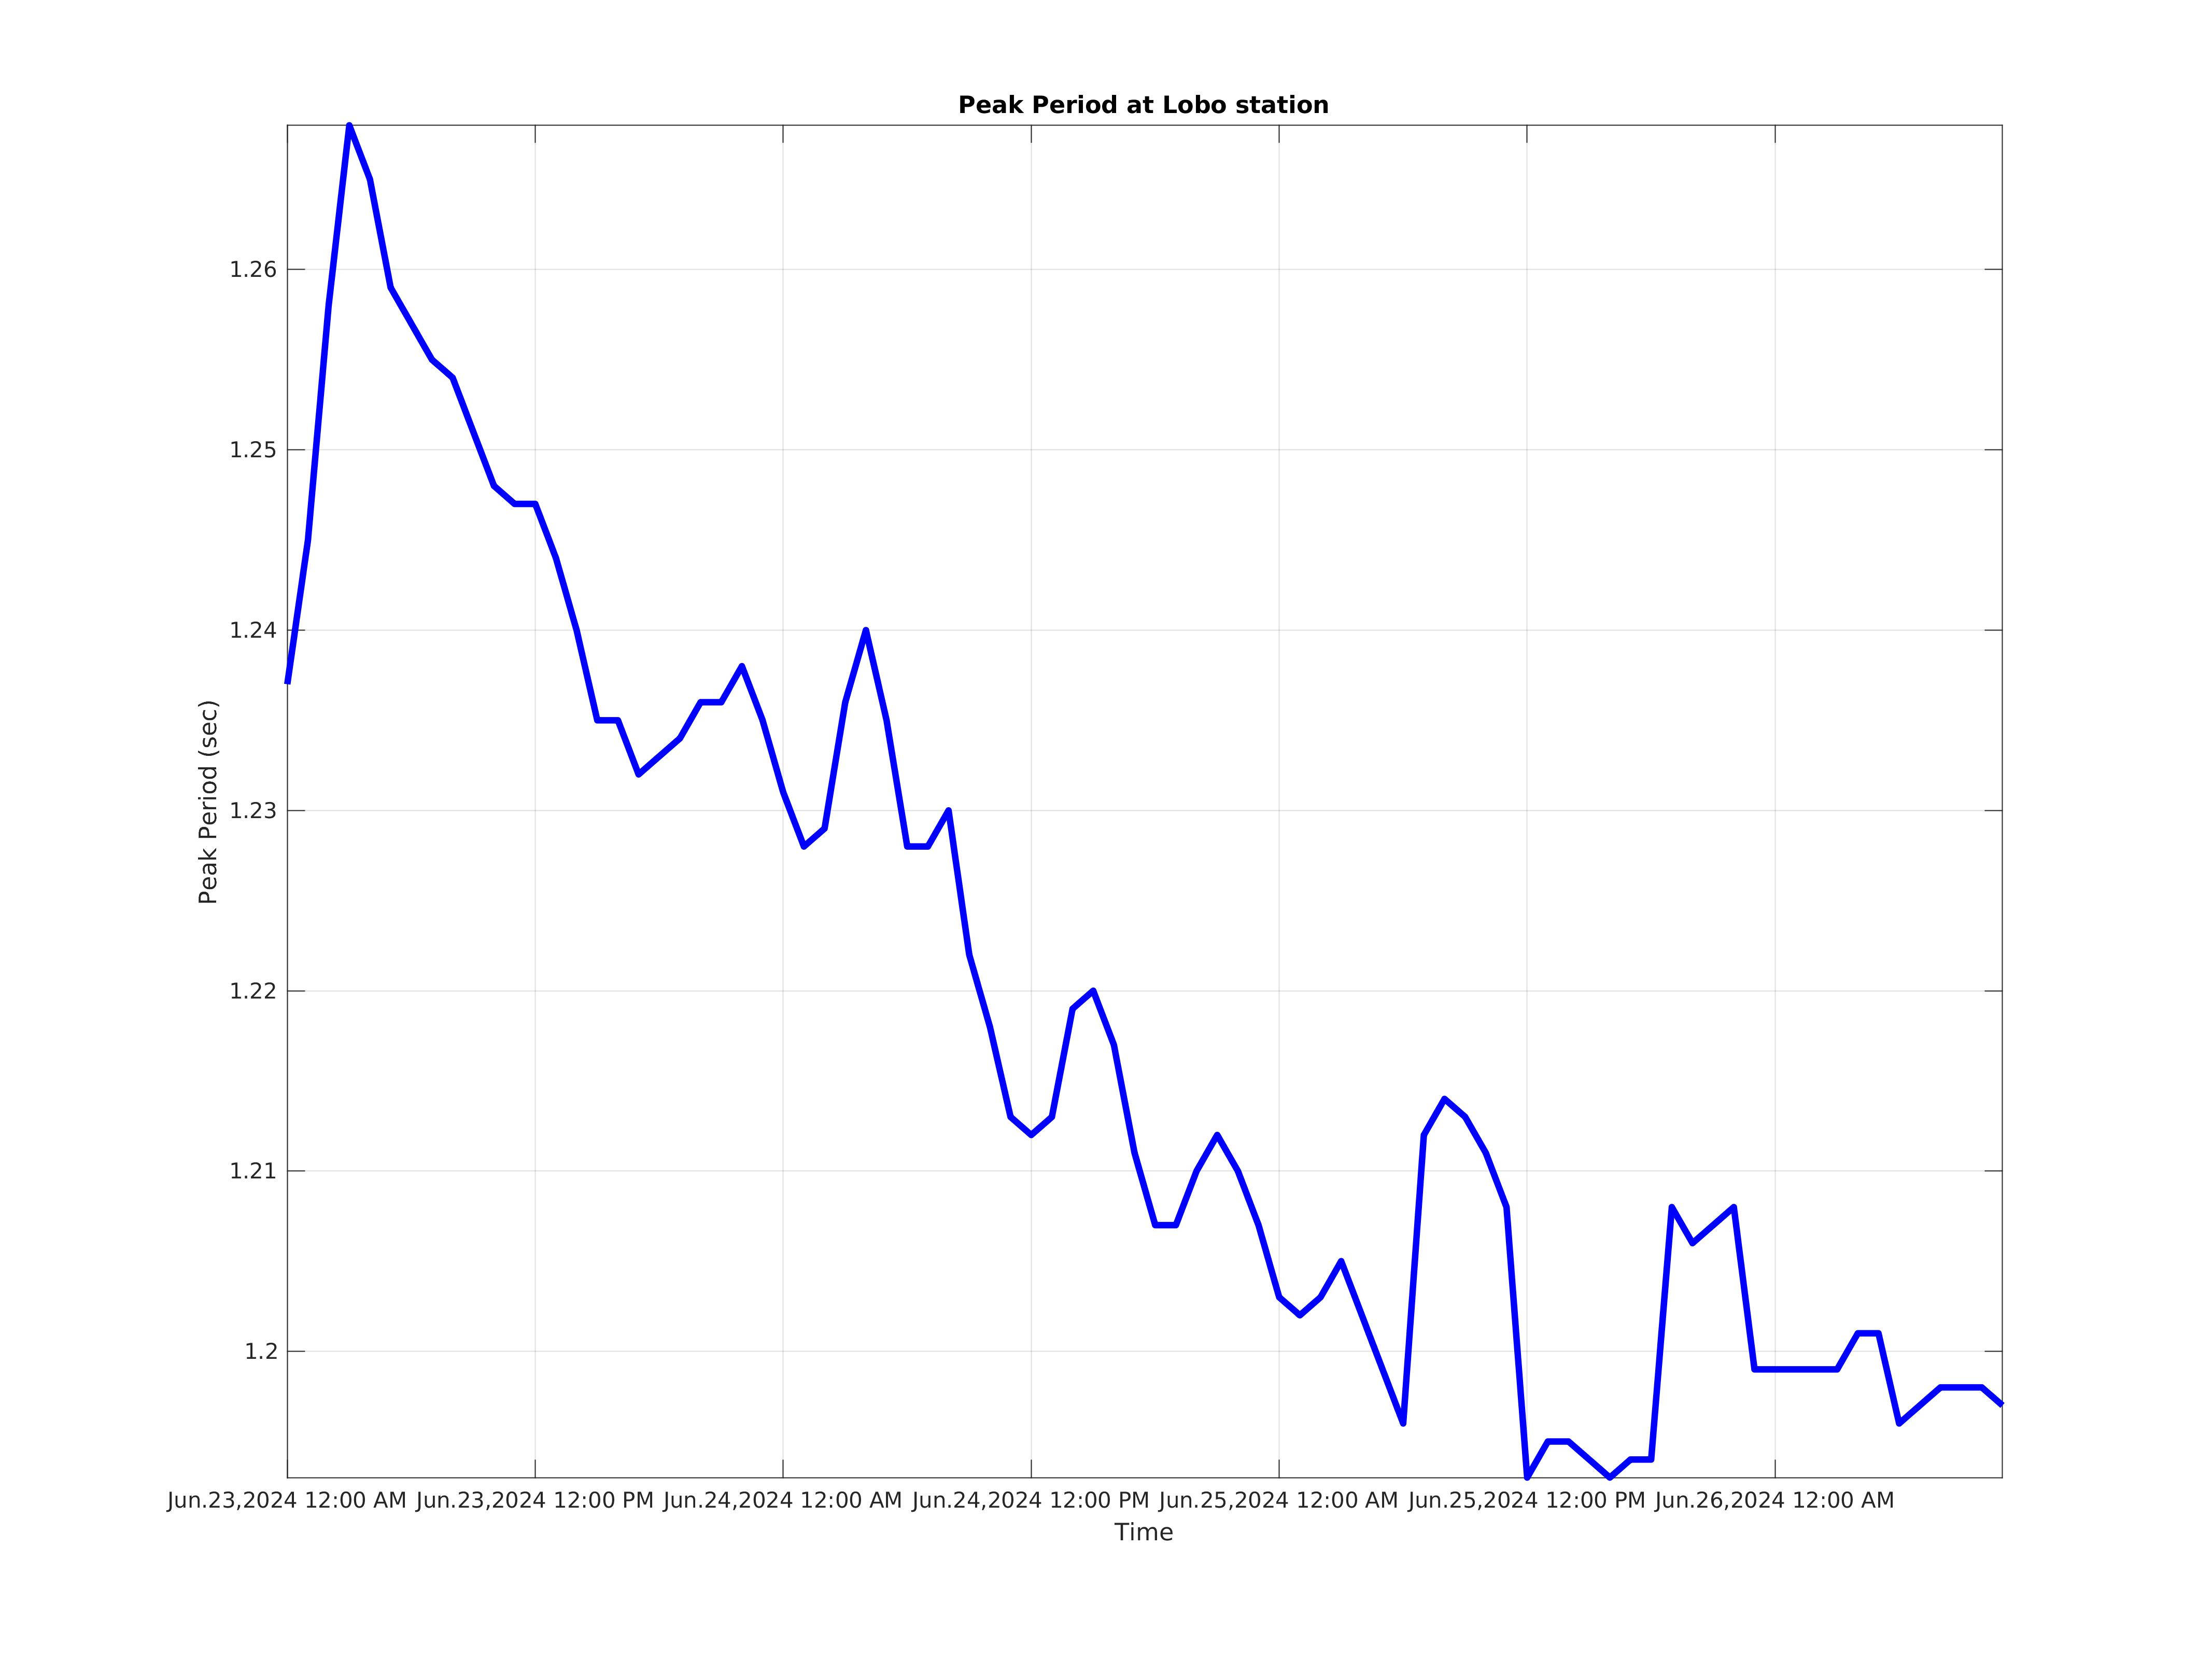 Peak Period at Lobo station
Peak Period (sec)
1.26
1.25
1.24
1.23
1.22
1.21
1.2
Jun.23,2024 12:00 AM Jun.23,2024 12:00 PM Jun.24,2024 12:00 AM Jun.24,2024 12:00 PM Jun.25,2024 12:00 AM Jun.25,2024 12:00 PM Jun.26,2024 12:00 AM
Time